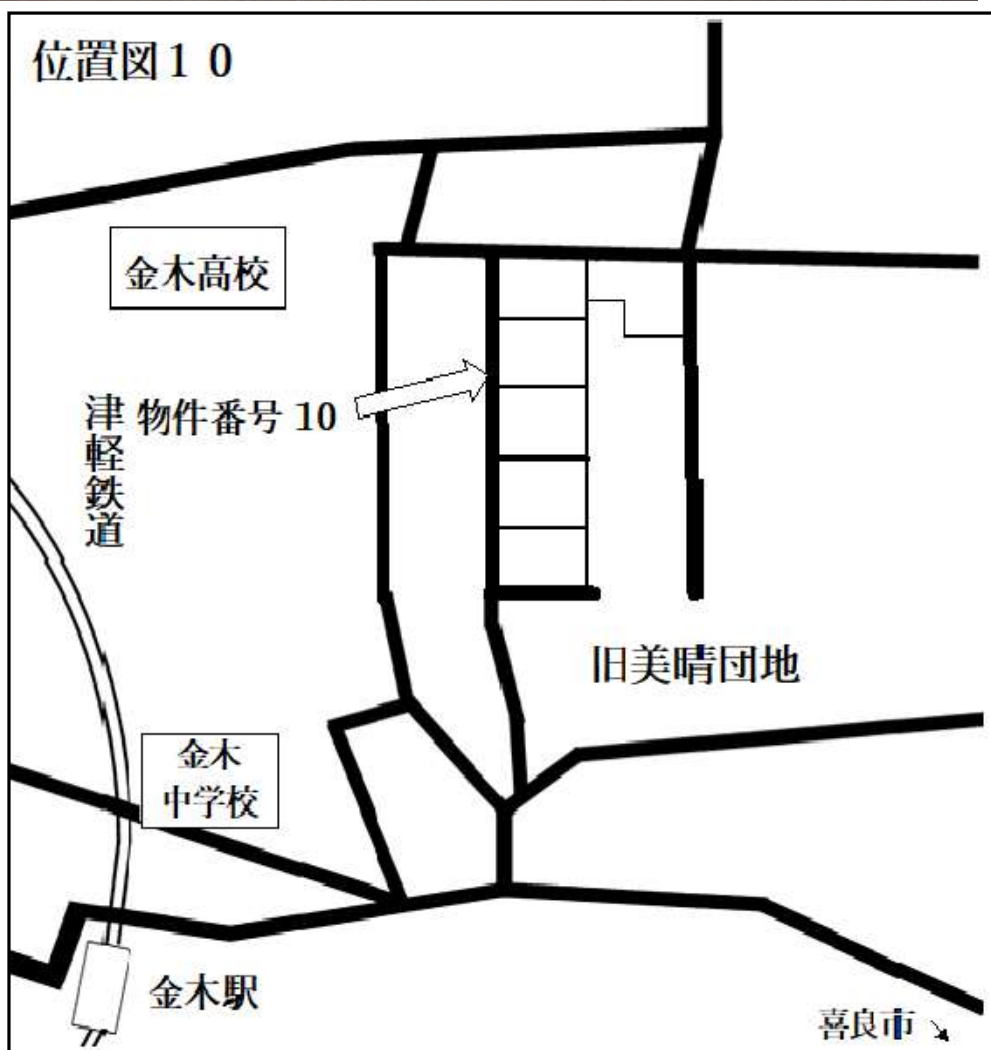 位置図１０
金木高校
津軽鉄道
物件番号 10
旧美晴団地
金木
中学校
金木駅
喜良市